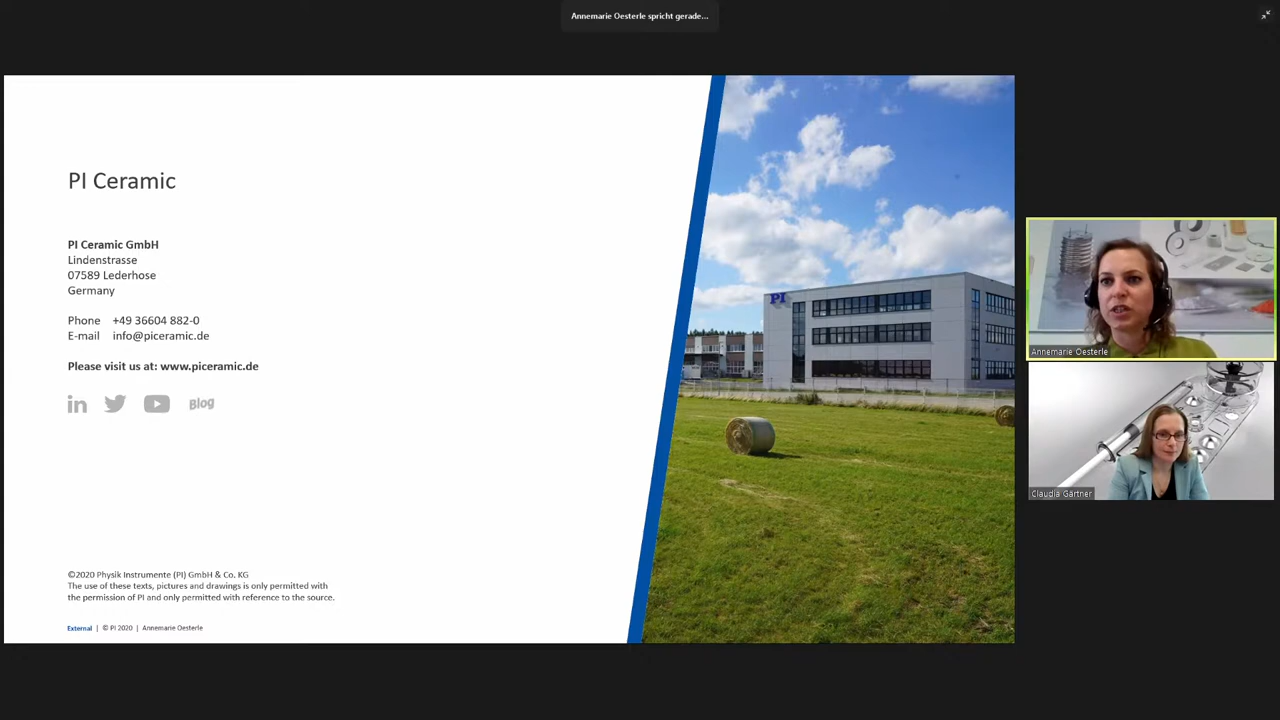 Annemarie Oesterle spricht gerade...
PI Ceramic
PI Ceramic GmbH
Lindenstrasse
07589 Lederhose
Germany
Phone +49 36604 882-0
E-mail info@piceramic.de
Please visit us at: www.piceramic.de
in
Blog
©2020 Physik Instrumente (PI) GmbH & Co. KG
The use of these texts, pictures and drawings is only permitted with
the permission of PI and only permitted with reference to the source.
External | © PI 2020 | Annemarie Oesterle
PI
Annemarie Oesterle
Claudia Gärtner